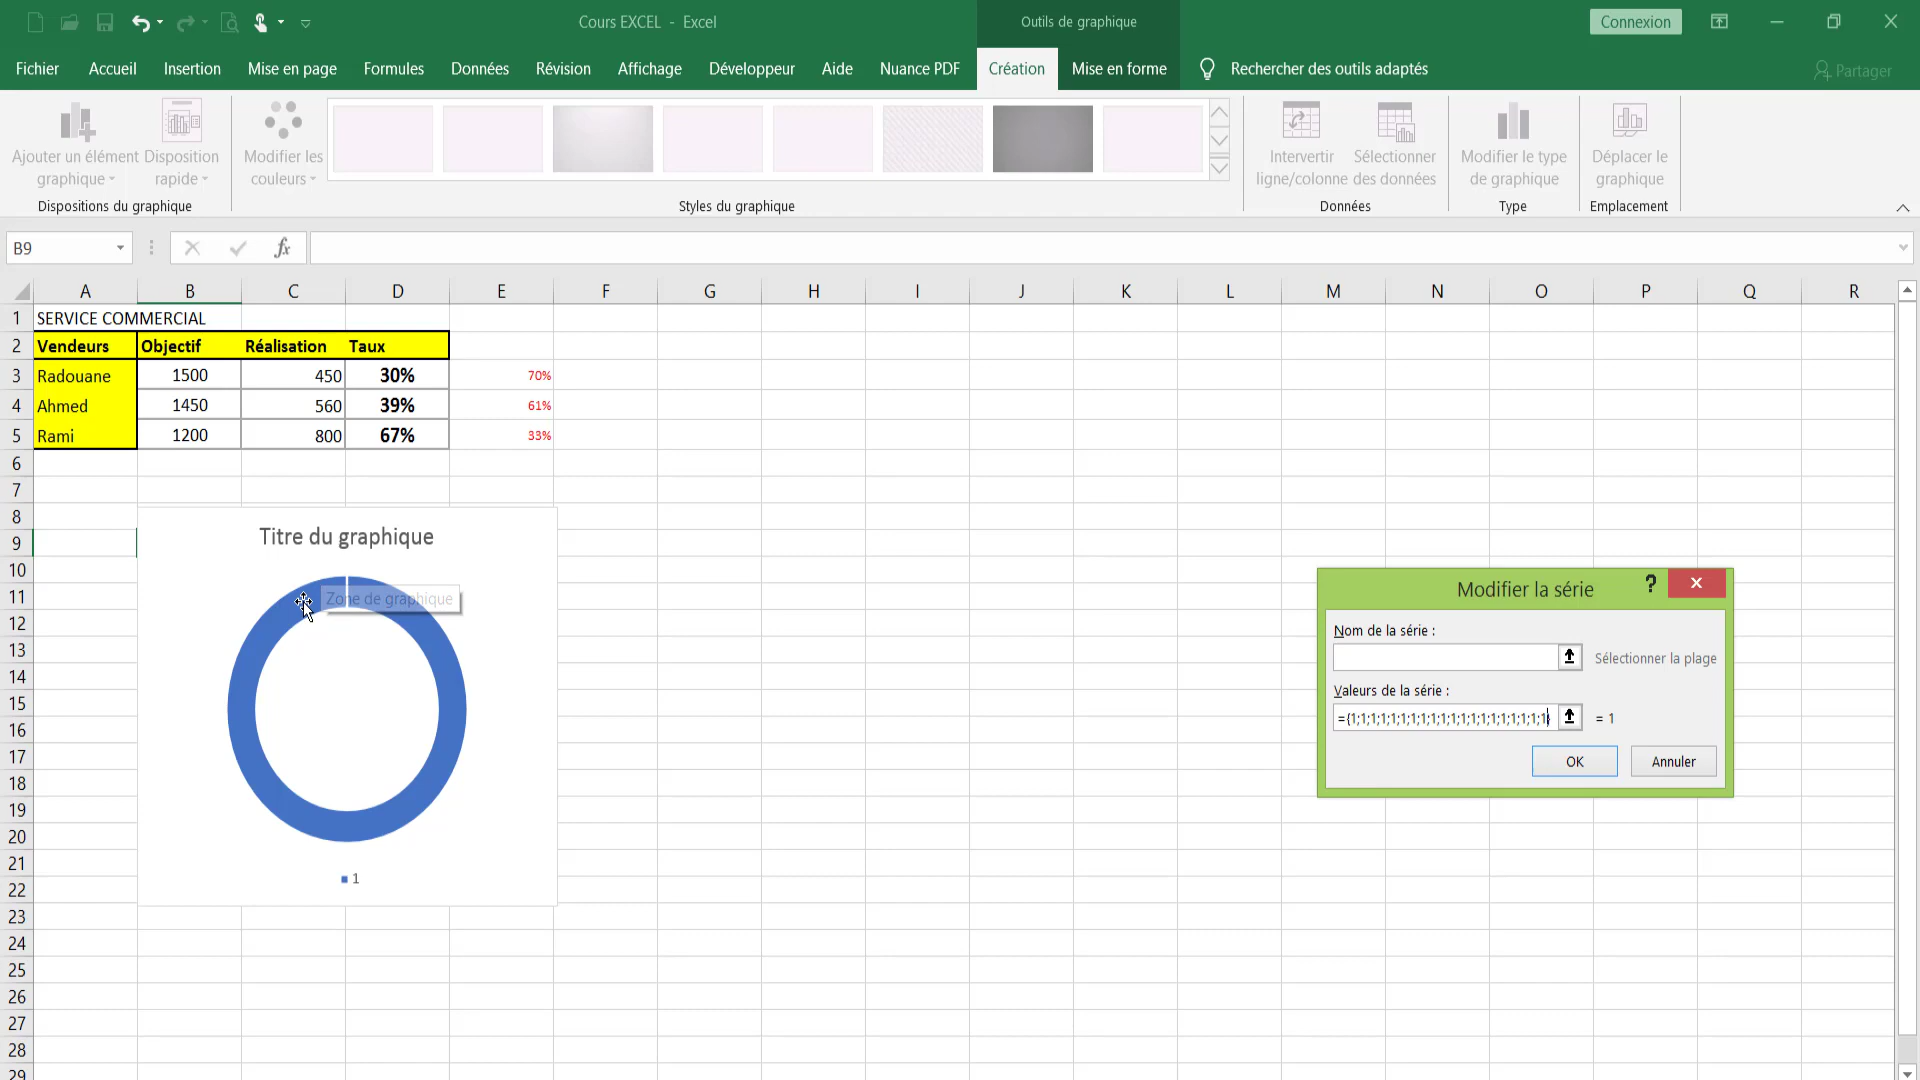 Cours EXCEL - Excel
Outils de graphique
Connexion
Fichier Accueil Insertion Mise en page Formules Données Révision Affichage Développeur Aide Nuance PDF Création Mise en forme Rechercher des outils adaptés Partager
Ajouter un élément graphique
Disposition rapide
Modifier les couleurs
Intervertir ligne/colonne
Sélectionner des données
Modifier le type de graphique
Déplacer le graphique
Dispositions du graphique
Styles du graphique
Données
Type
Emplacement
B9
fx
A B C D E F G H I J K L M N O P Q R
1 SERVICE COMMERCIAL
2 Vendeurs Objectif Réalisation Taux
3 Radouane 1500 450 30% 70%
4 Ahmed 1450 560 39% 61%
5 Rami 1200 800 67% 33%
6
7
8
9
10
11
12
13
14
15
16
17
18
19
20
21
22
23
24
25
26
27
28
29
Titre du graphique
Zone de graphique
1
Modifier la série ?
Nom de la série :
Sélectionner la plage
Valeurs de la série :
={1;1;1;1;1;1;1;1;1;1;1;1;1;1;1;1;1;1;1;1} = 1
OK Annuler